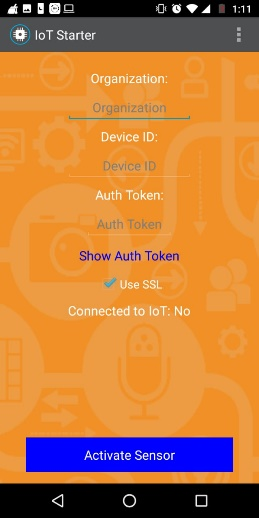 1:11
IoT Starter
Organization:
Organization
Device ID:
Device ID
Auth Token:
Auth Token
Show Auth Token
Use SSL
Connected to IoT: No
Activate Sensor